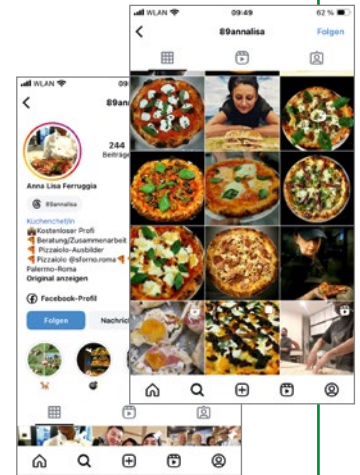 WLAN
09:49
62 %
89annalisa
Folgen
WLAN
09
89ann
244
Beiträge
Anna Lisa Ferruggia
89annalisa
Küchenchef/in
Kostenloser Profi
Beratung/Zusammenarbeit
Pizzaiolo-Ausbilder
Pizzaiolo @sforno.roma
Palermo-Roma
Original anzeigen
Facebook-Profil
Folgen
Nachric